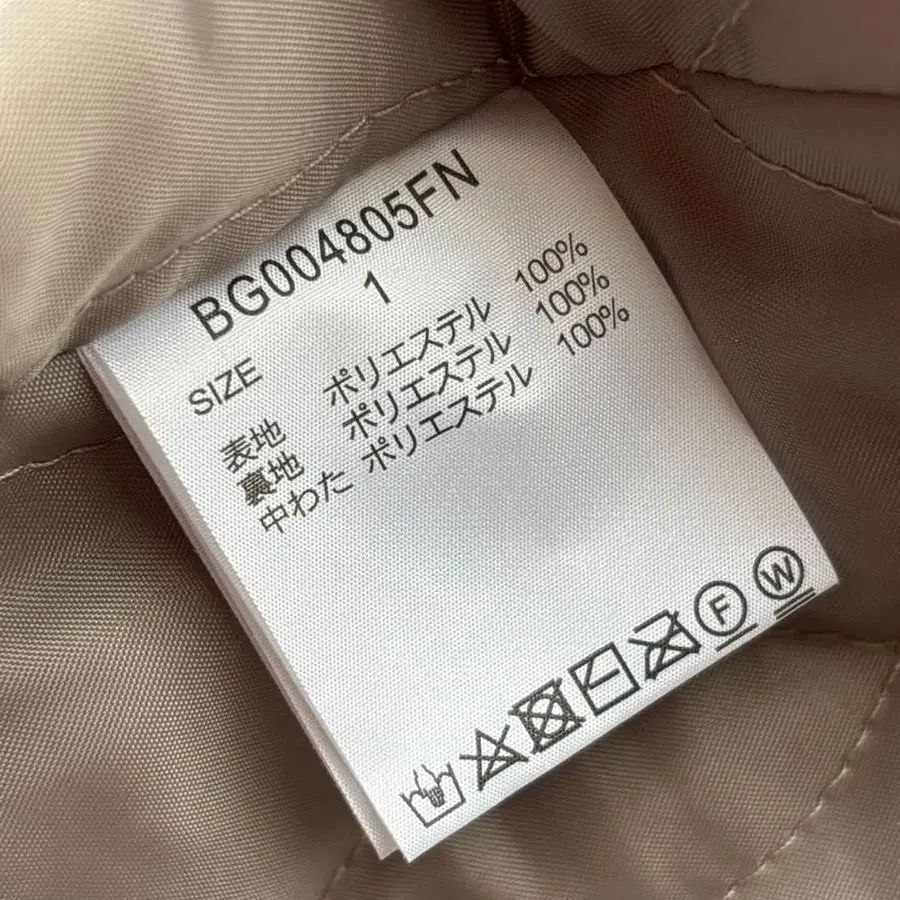 BG004805FN
SIZE 1
表地 ポリエステル 100%
裏地 ポリエステル 100%
中わた ポリエステル 100%
F W